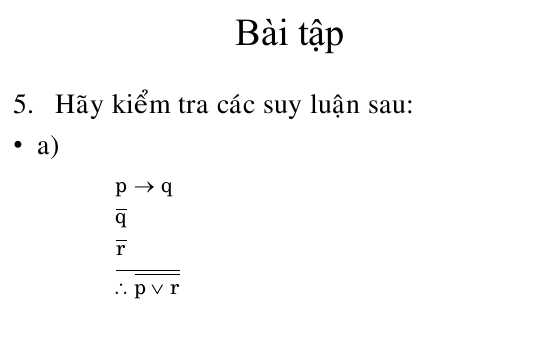 Bài tập
5. Hãy kiểm tra các suy luận sau:
• a)
p → q
q̅
r̅
∴ p̅ ̅∨̅ ̅r̅